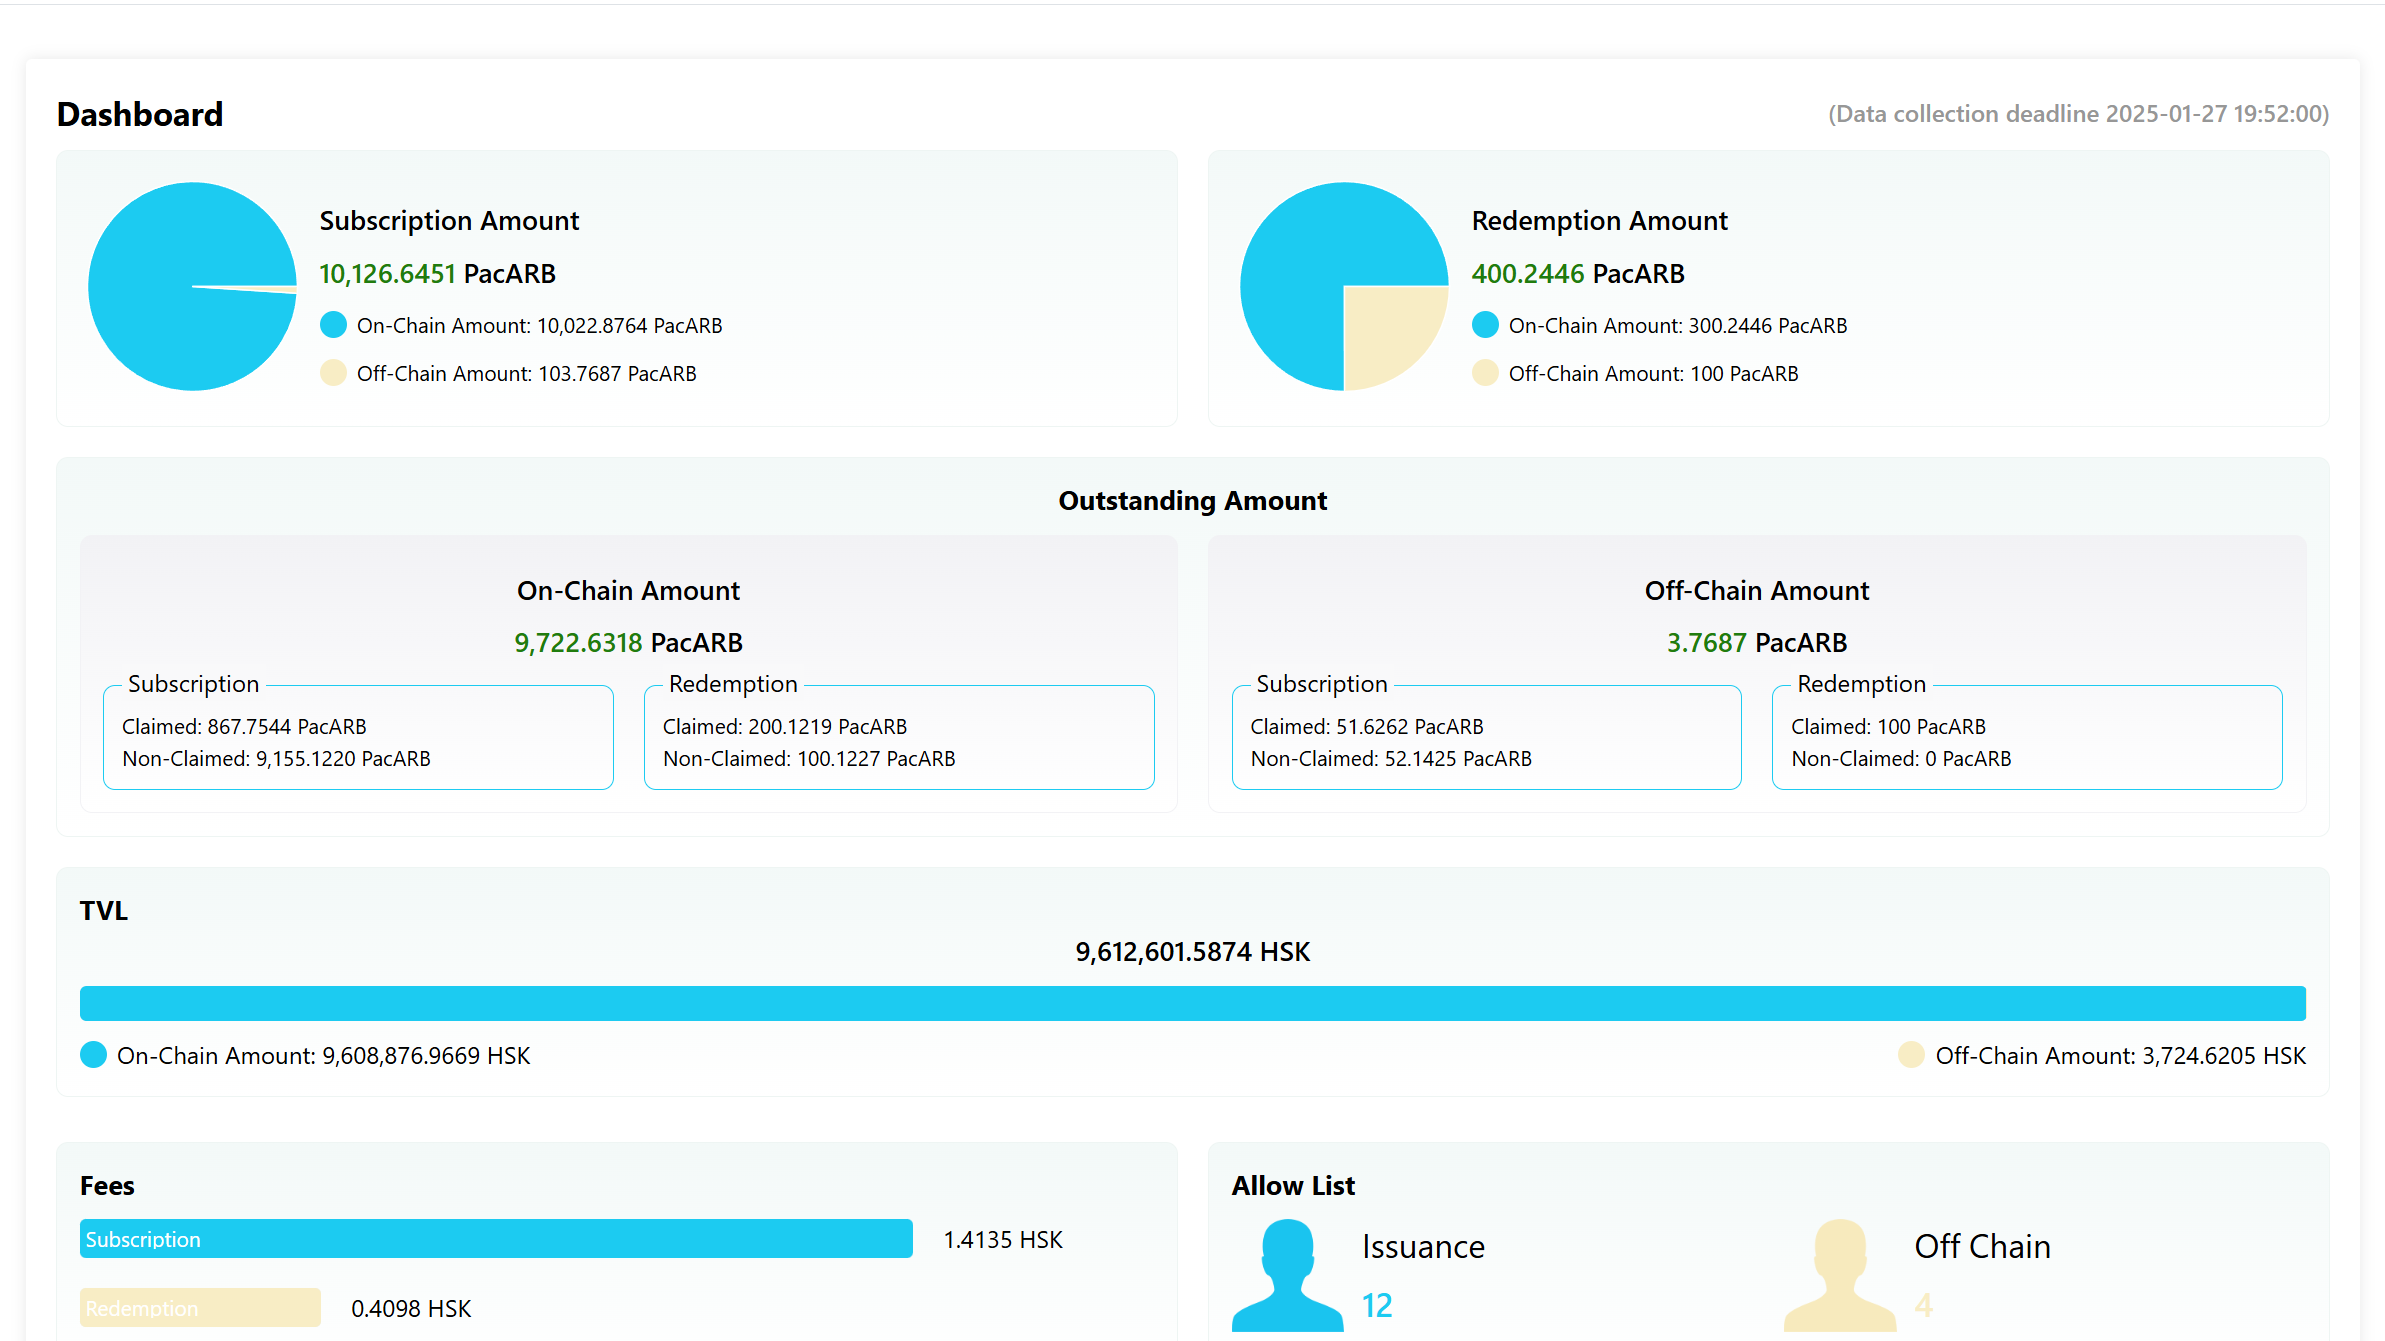 Dashboard
(Data collection deadline 2025-01-27 19:52:00)
Subscription Amount
10,126.6451 PacARB
On-Chain Amount: 10,022.8764 PacARB
Off-Chain Amount: 103.7687 PacARB
Redemption Amount
400.2446 PacARB
On-Chain Amount: 300.2446 PacARB
Off-Chain Amount: 100 PacARB
Outstanding Amount
On-Chain Amount
9,722.6318 PacARB
Subscription
Claimed: 867.7544 PacARB
Non-Claimed: 9,155.1220 PacARB
Redemption
Claimed: 200.1219 PacARB
Non-Claimed: 100.1227 PacARB
Off-Chain Amount
3.7687 PacARB
Subscription
Claimed: 51.6262 PacARB
Non-Claimed: 52.1425 PacARB
Redemption
Claimed: 100 PacARB
Non-Claimed: 0 PacARB
TVL
9,612,601.5874 HSK
On-Chain Amount: 9,608,876.9669 HSK
Off-Chain Amount: 3,724.6205 HSK
Fees
Subscription
1.4135 HSK
Redemption
0.4098 HSK
Allow List
Issuance
12
Off Chain
4